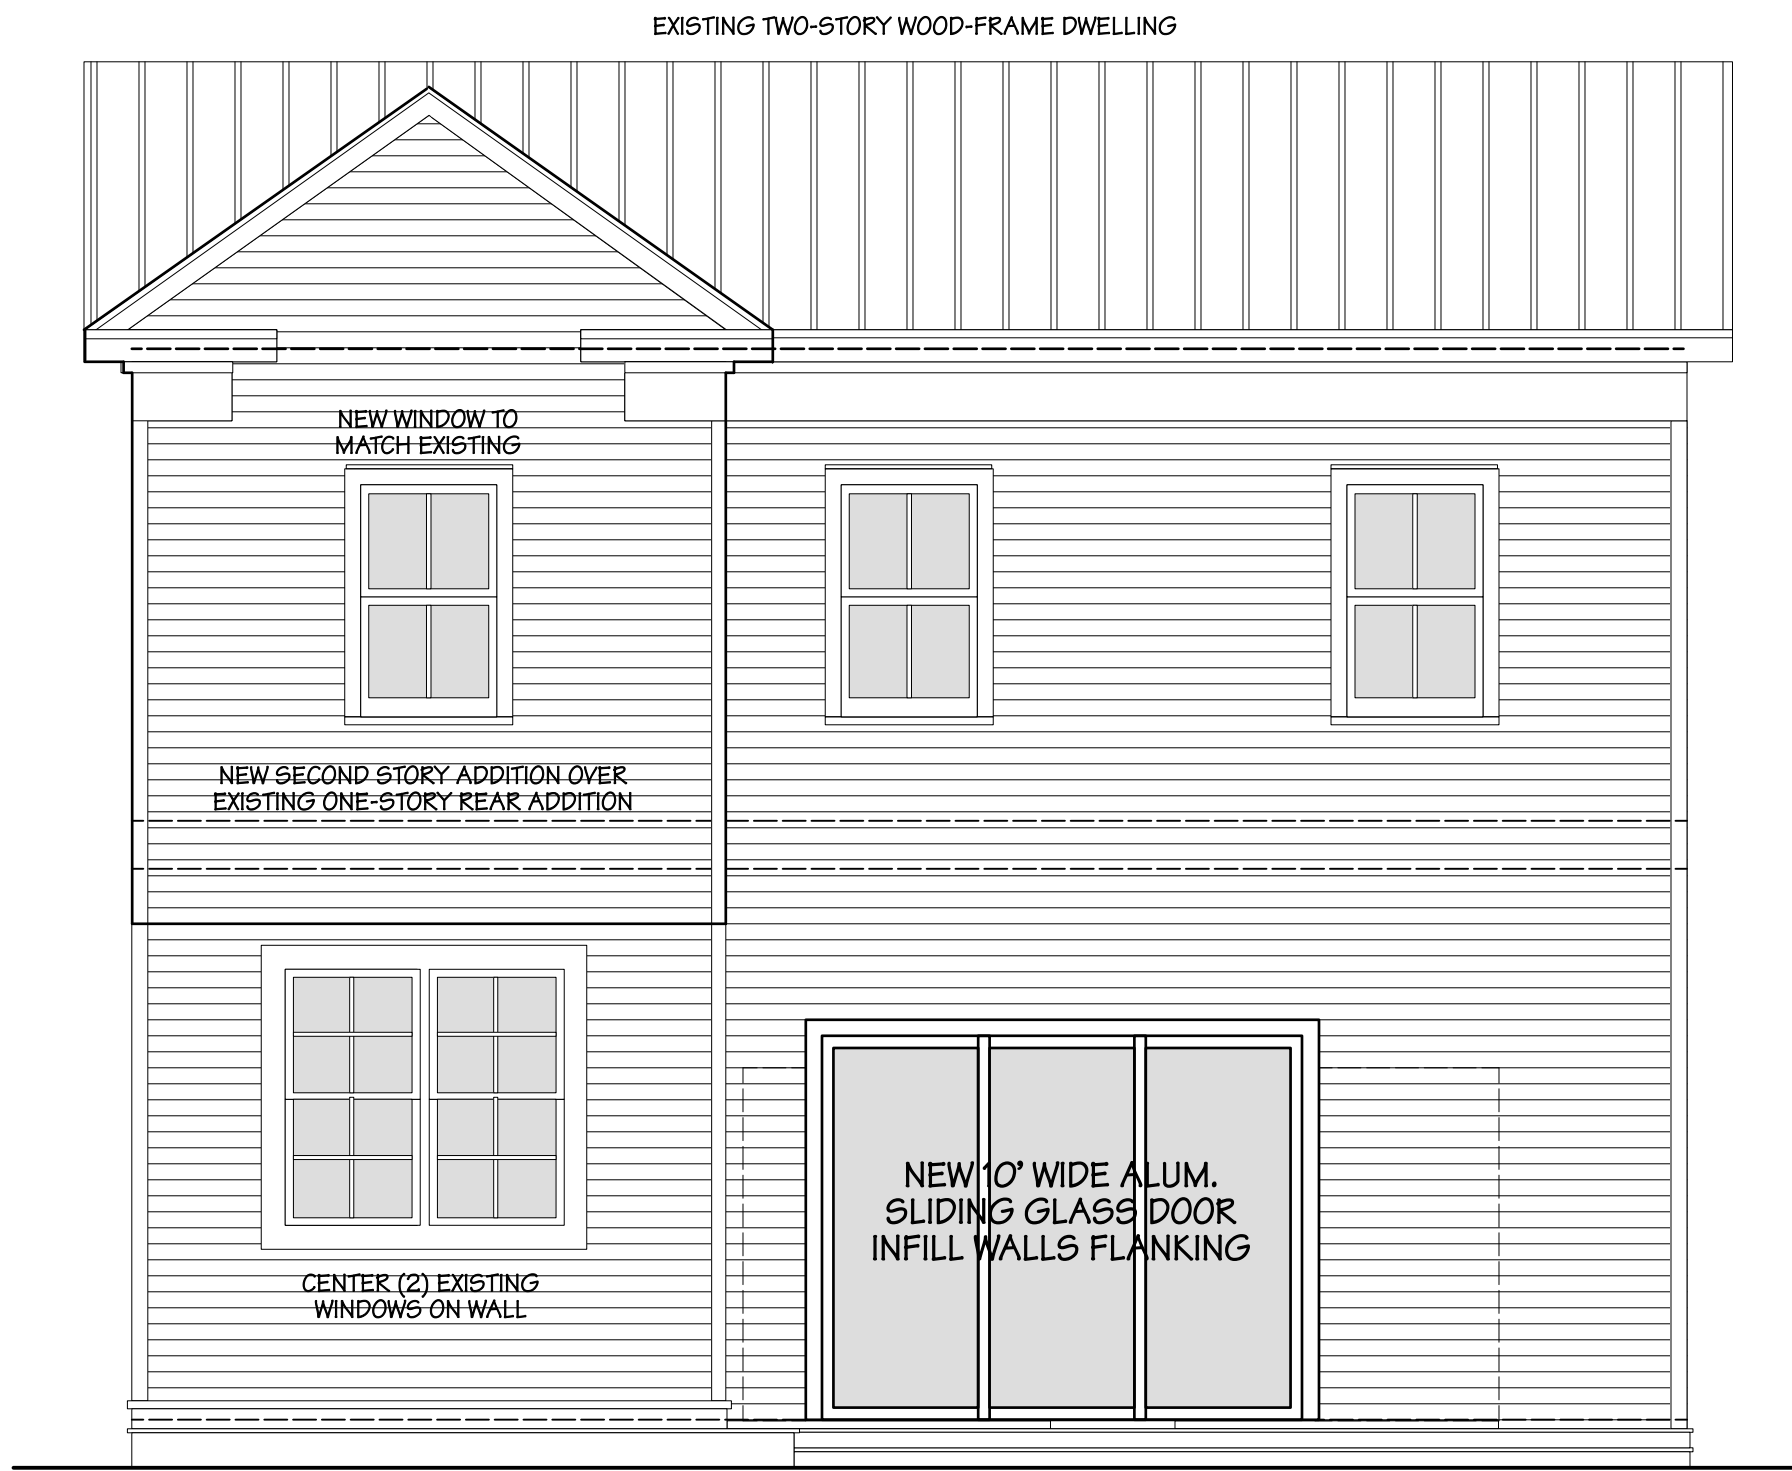 EXISTING TWO-STORY WOOD-FRAME DWELLING
NEW WINDOW TO
MATCH EXISTING
NEW SECOND STORY ADDITION OVER
EXISTING ONE-STORY REAR ADDITION
NEW 10' WIDE ALUM.
SLIDING GLASS DOOR
INFILL WALLS FLANKING
CENTER (2) EXISTING
WINDOWS ON WALL